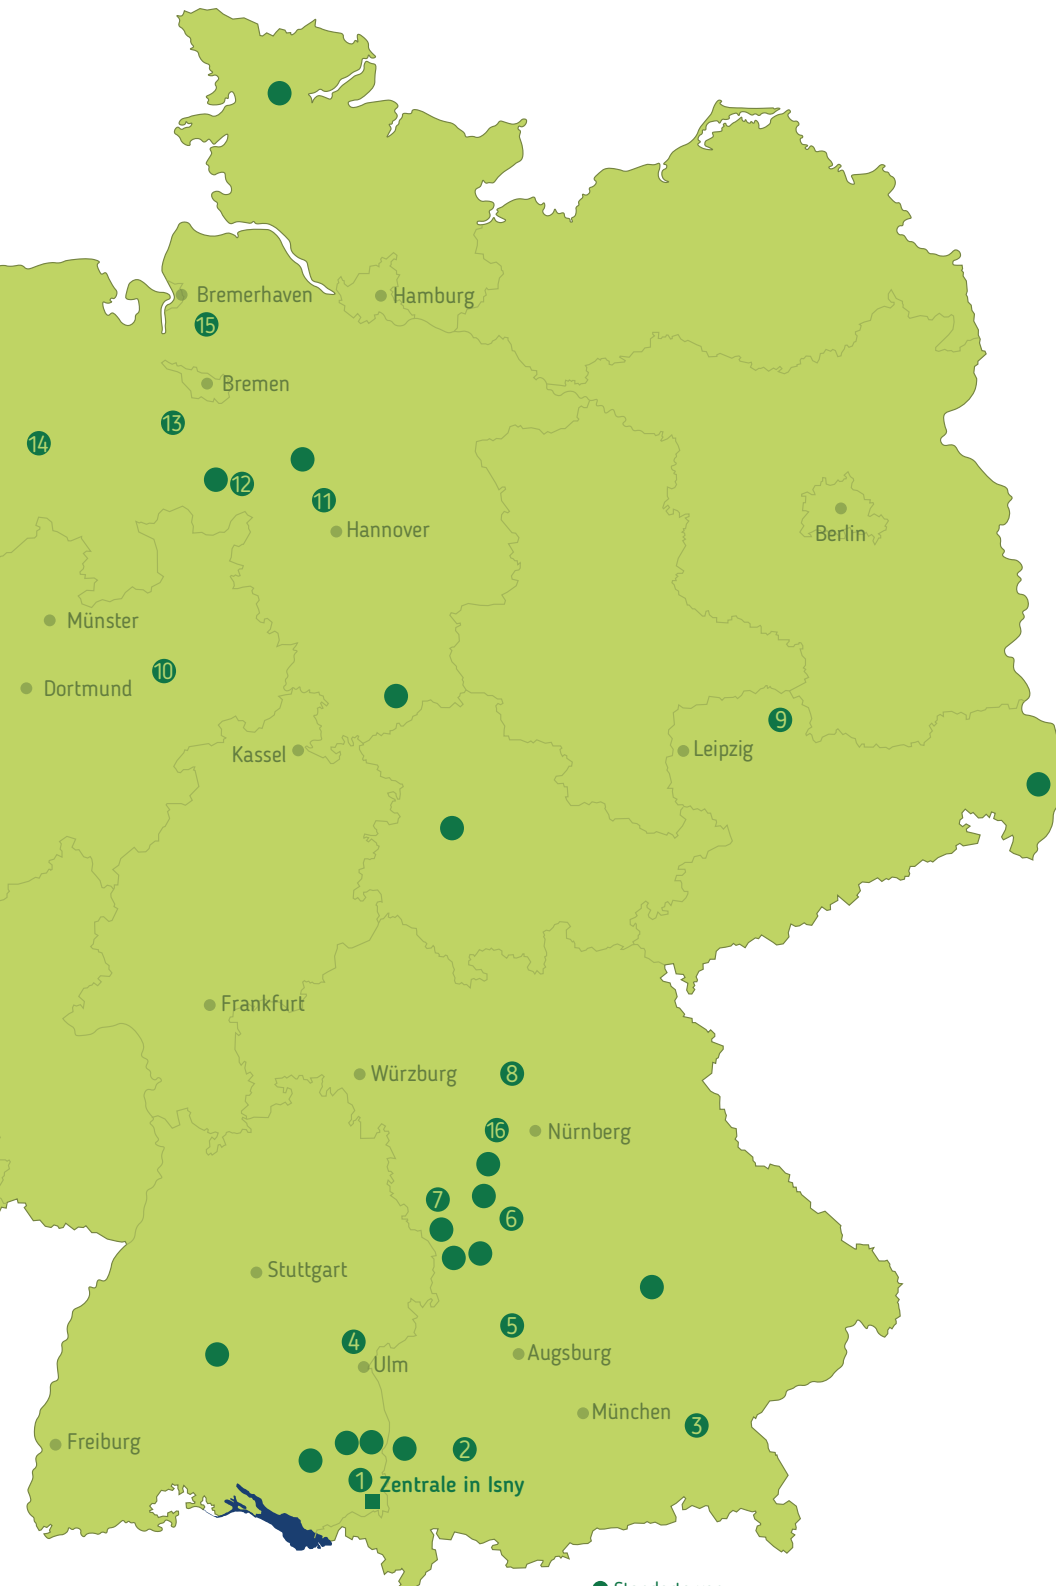 Bremerhaven
Hamburg
15
Bremen
13
14
12
11
Hannover
Berlin
Münster
10
Dortmund
9
Leipzig
Kassel
Frankfurt
Würzburg
8
16
Nürnberg
7
6
Stuttgart
5
4
Augsburg
Ulm
München
3
Freiburg
2
1
Zentrale in Isny